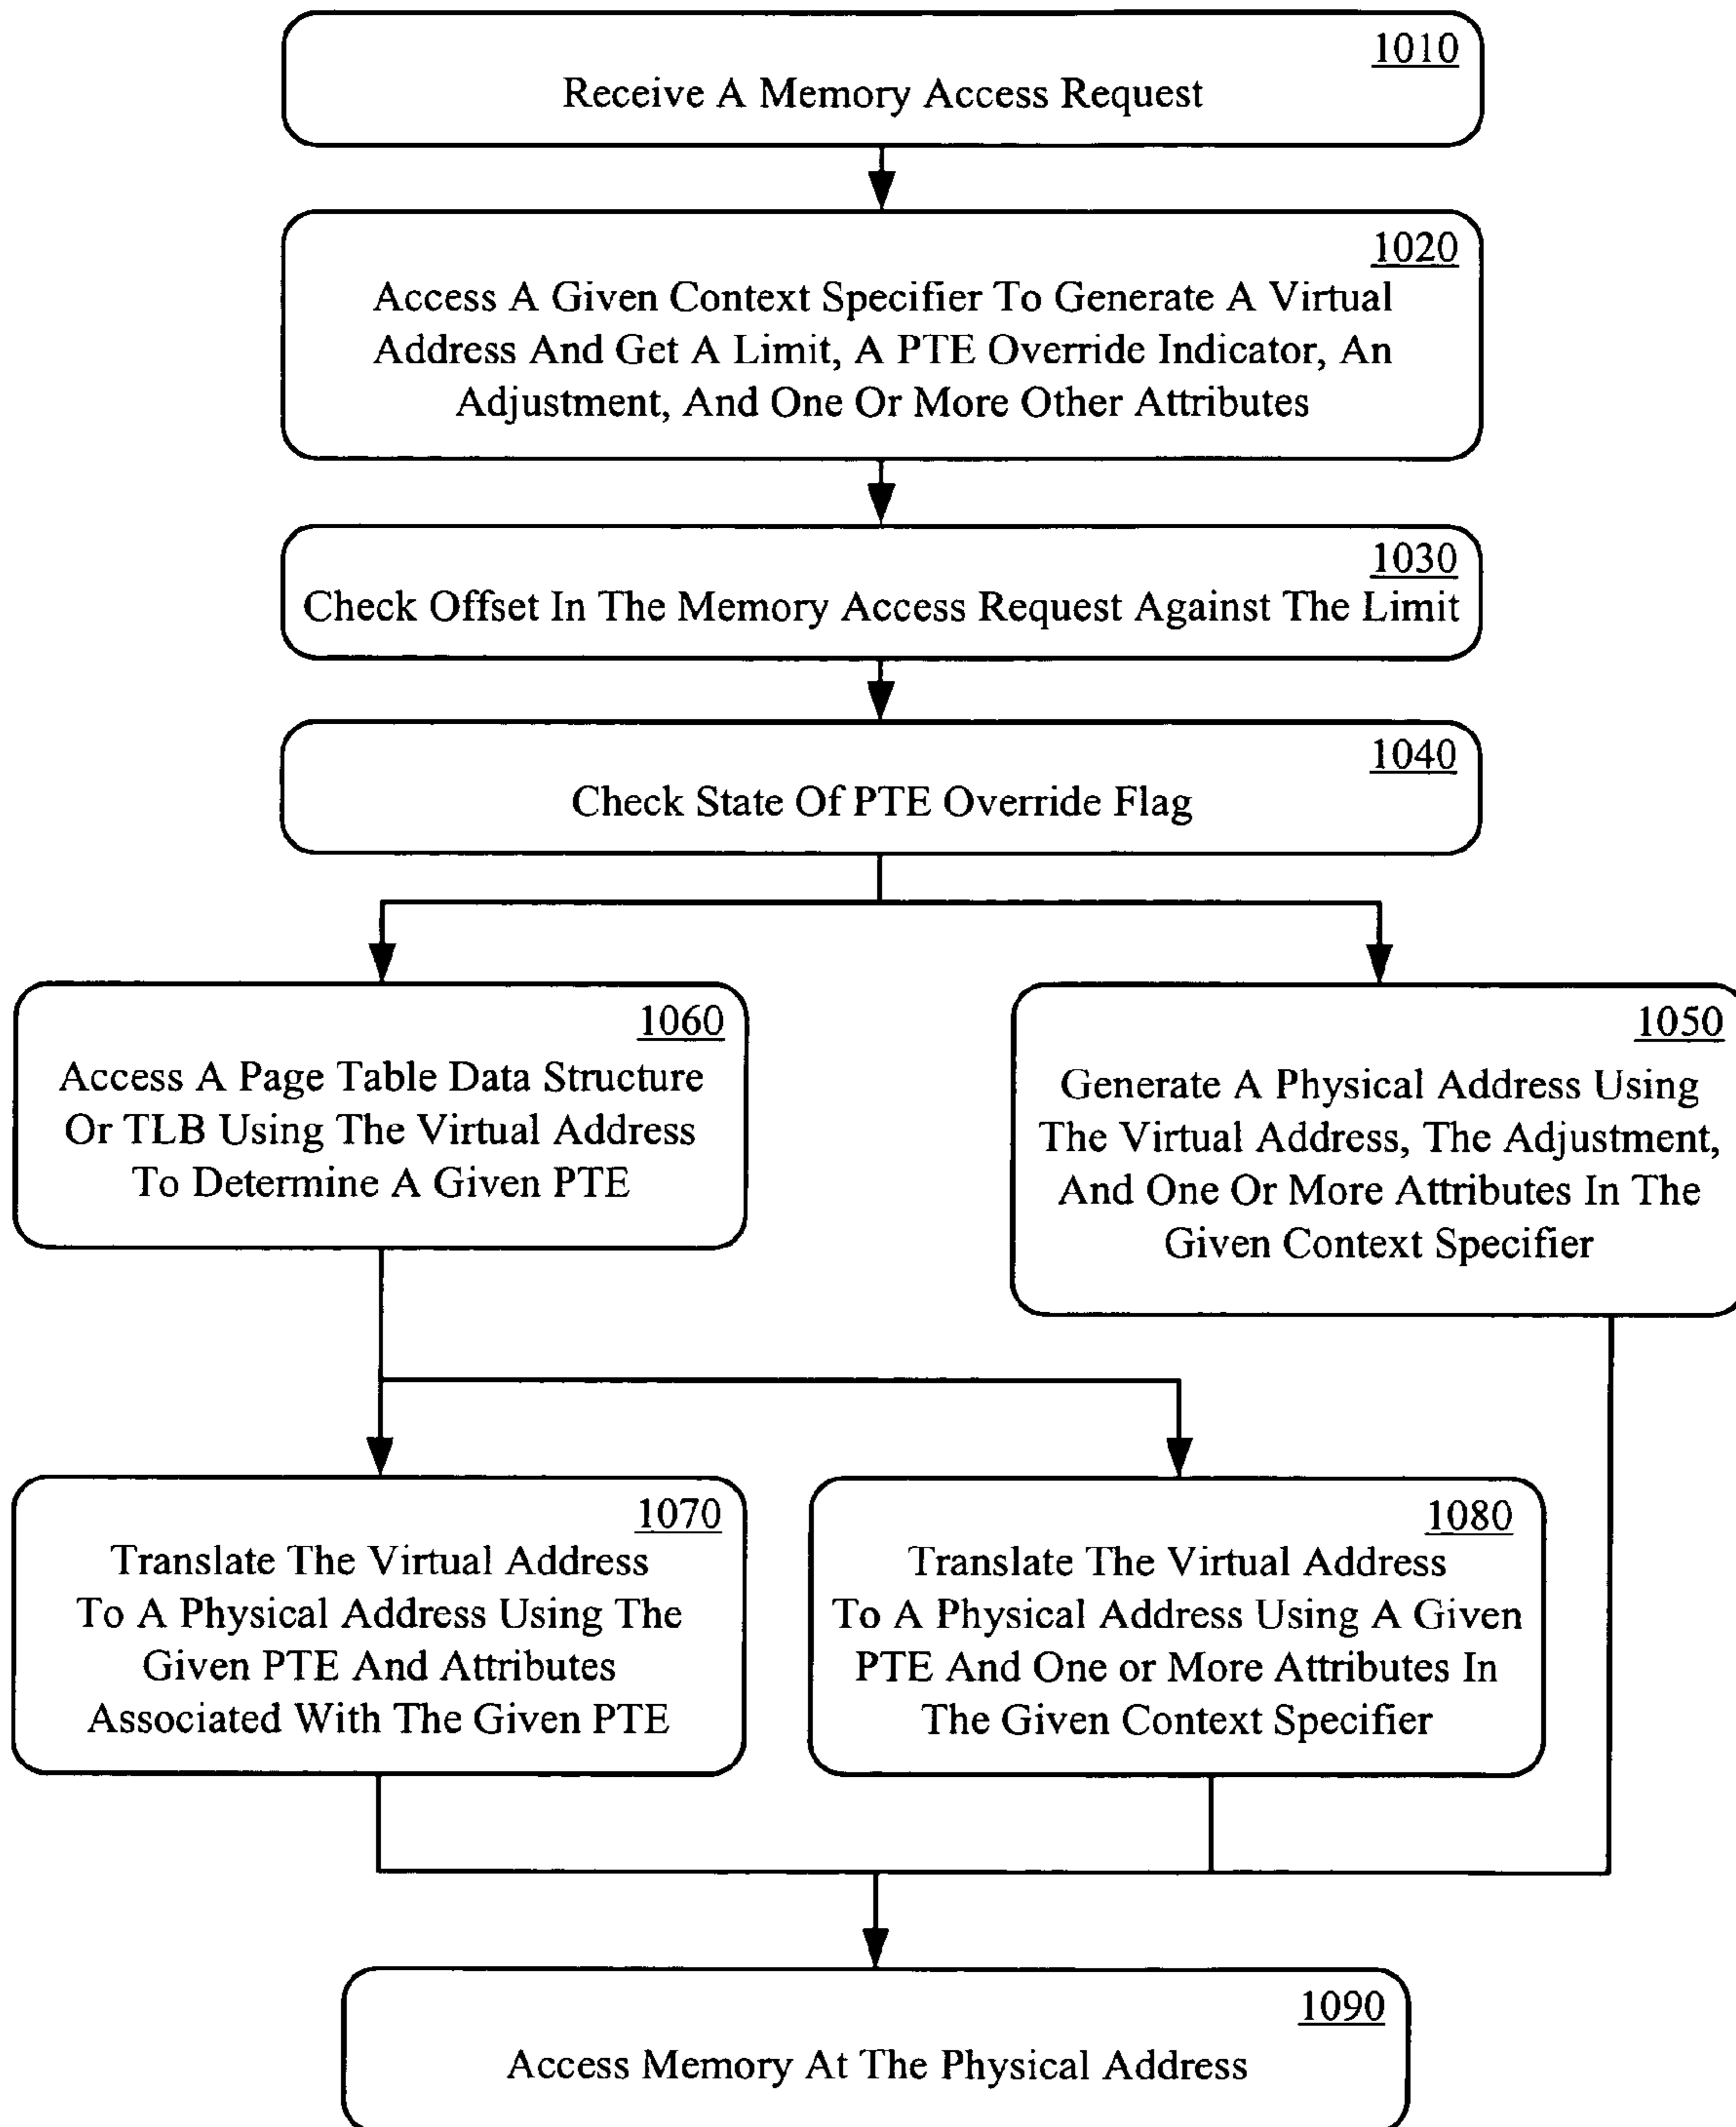 1010
Receive A Memory Access Request
1020
Access A Given Context Specifier To Generate A Virtual
Address And Get A Limit, A PTE Override Indicator, An
Adjustment, And One Or More Other Attributes
1030
Check Offset In The Memory Access Request Against The Limit
1040
Check State Of PTE Override Flag
1060
Access A Page Table Data Structure
Or TLB Using The Virtual Address
To Determine A Given PTE
1050
Generate A Physical Address Using
The Virtual Address, The Adjustment,
And One Or More Attributes In The
Given Context Specifier
1070
Translate The Virtual Address
To A Physical Address Using The
Given PTE And Attributes
Associated With The Given PTE
1080
Translate The Virtual Address
To A Physical Address Using A Given
PTE And One or More Attributes In
The Given Context Specifier
1090
Access Memory At The Physical Address